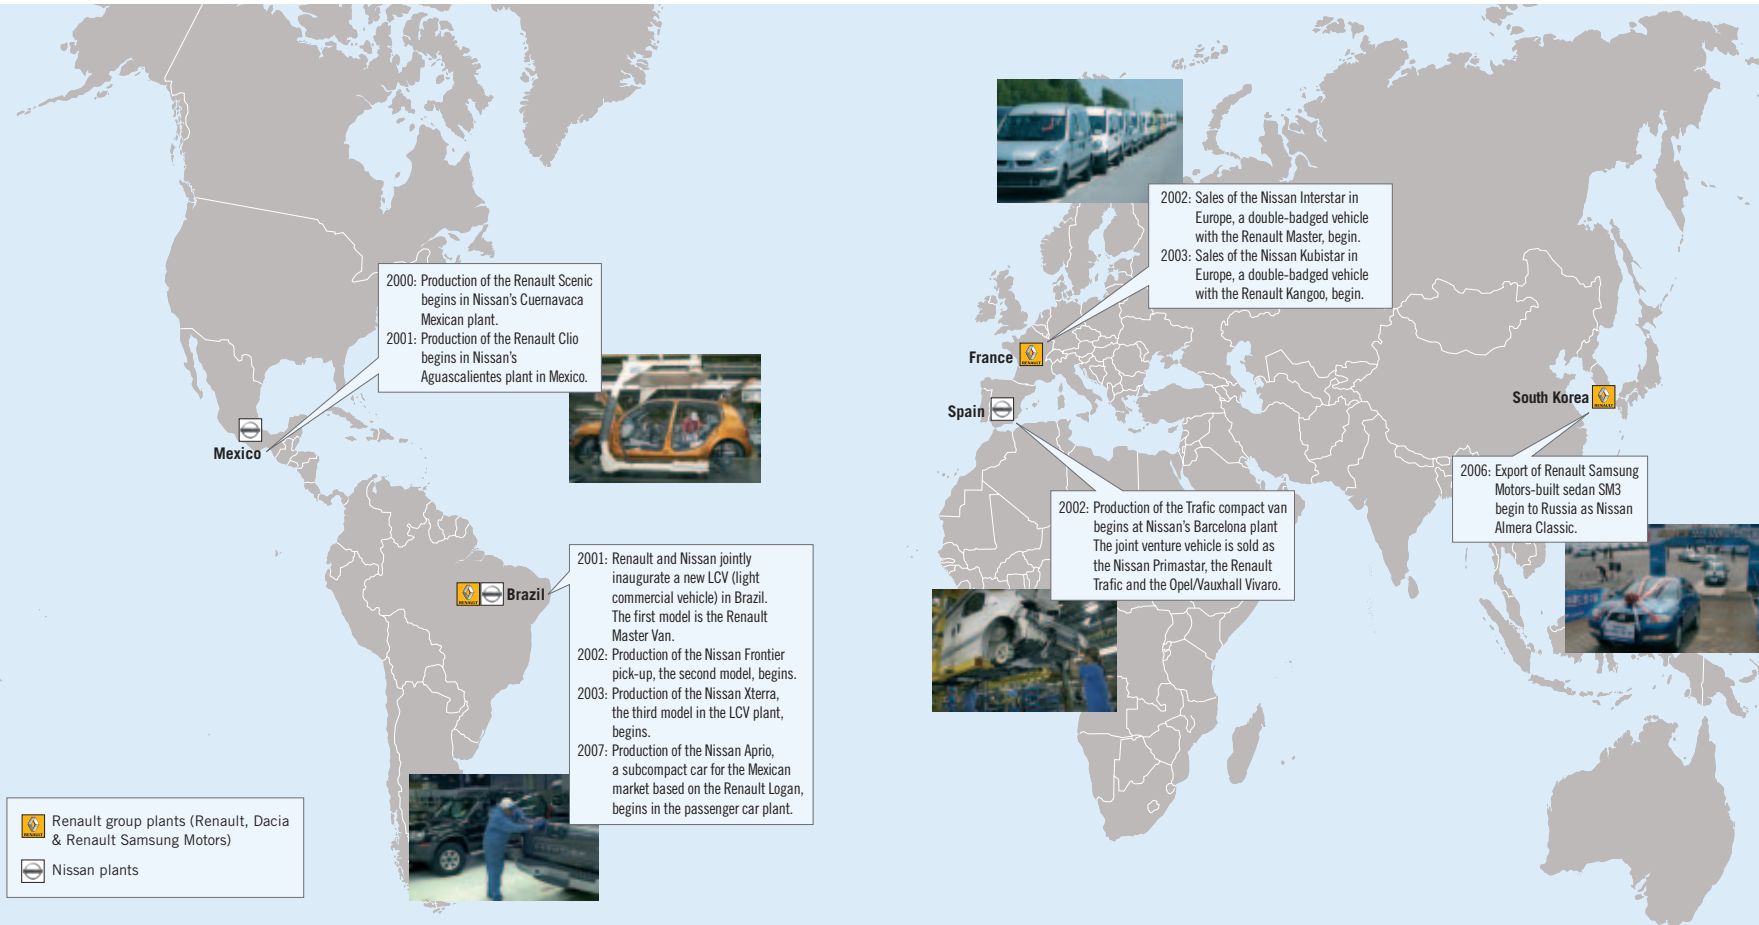 2002: Sales of the Nissan Interstar in
Europe, a double-badged vehicle
with the Renault Master, begin.
2003: Sales of the Nissan Kubistar in
Europe, a double-badged vehicle
with the Renault Kangoo, begin.
2000: Production of the Renault Scenic
begins in Nissan's Cuernavaca
Mexican plant.
2001: Production of the Renault Clio
begins in Nissan's
Aguascalientes plant in Mexico.
France
RENAULT
South Korea
RENAULT
Spain
Mexico
2006: Export of Renault Samsung
Motors-built sedan SM3
begin to Russia as Nissan
Almera Classic.
2002: Production of the Trafic compact van
begins at Nissan's Barcelona plant
The joint venture vehicle is sold as
the Nissan Primastar, the Renault
Trafic and the Opel/Vauxhall Vivaro.
RENAULT
Brazil
2001: Renault and Nissan jointly
inaugurate a new LCV (light
commercial vehicle) in Brazil.
The first model is the Renault
Master Van.
2002: Production of the Nissan Frontier
pick-up, the second model, begins.
2003: Production of the Nissan Xterra,
the third model in the LCV plant,
begins.
2007: Production of the Nissan Aprio,
a subcompact car for the Mexican
market based on the Renault Logan,
begins in the passenger car plant.
RENAULT
Renault group plants (Renault, Dacia
& Renault Samsung Motors)
Nissan plants